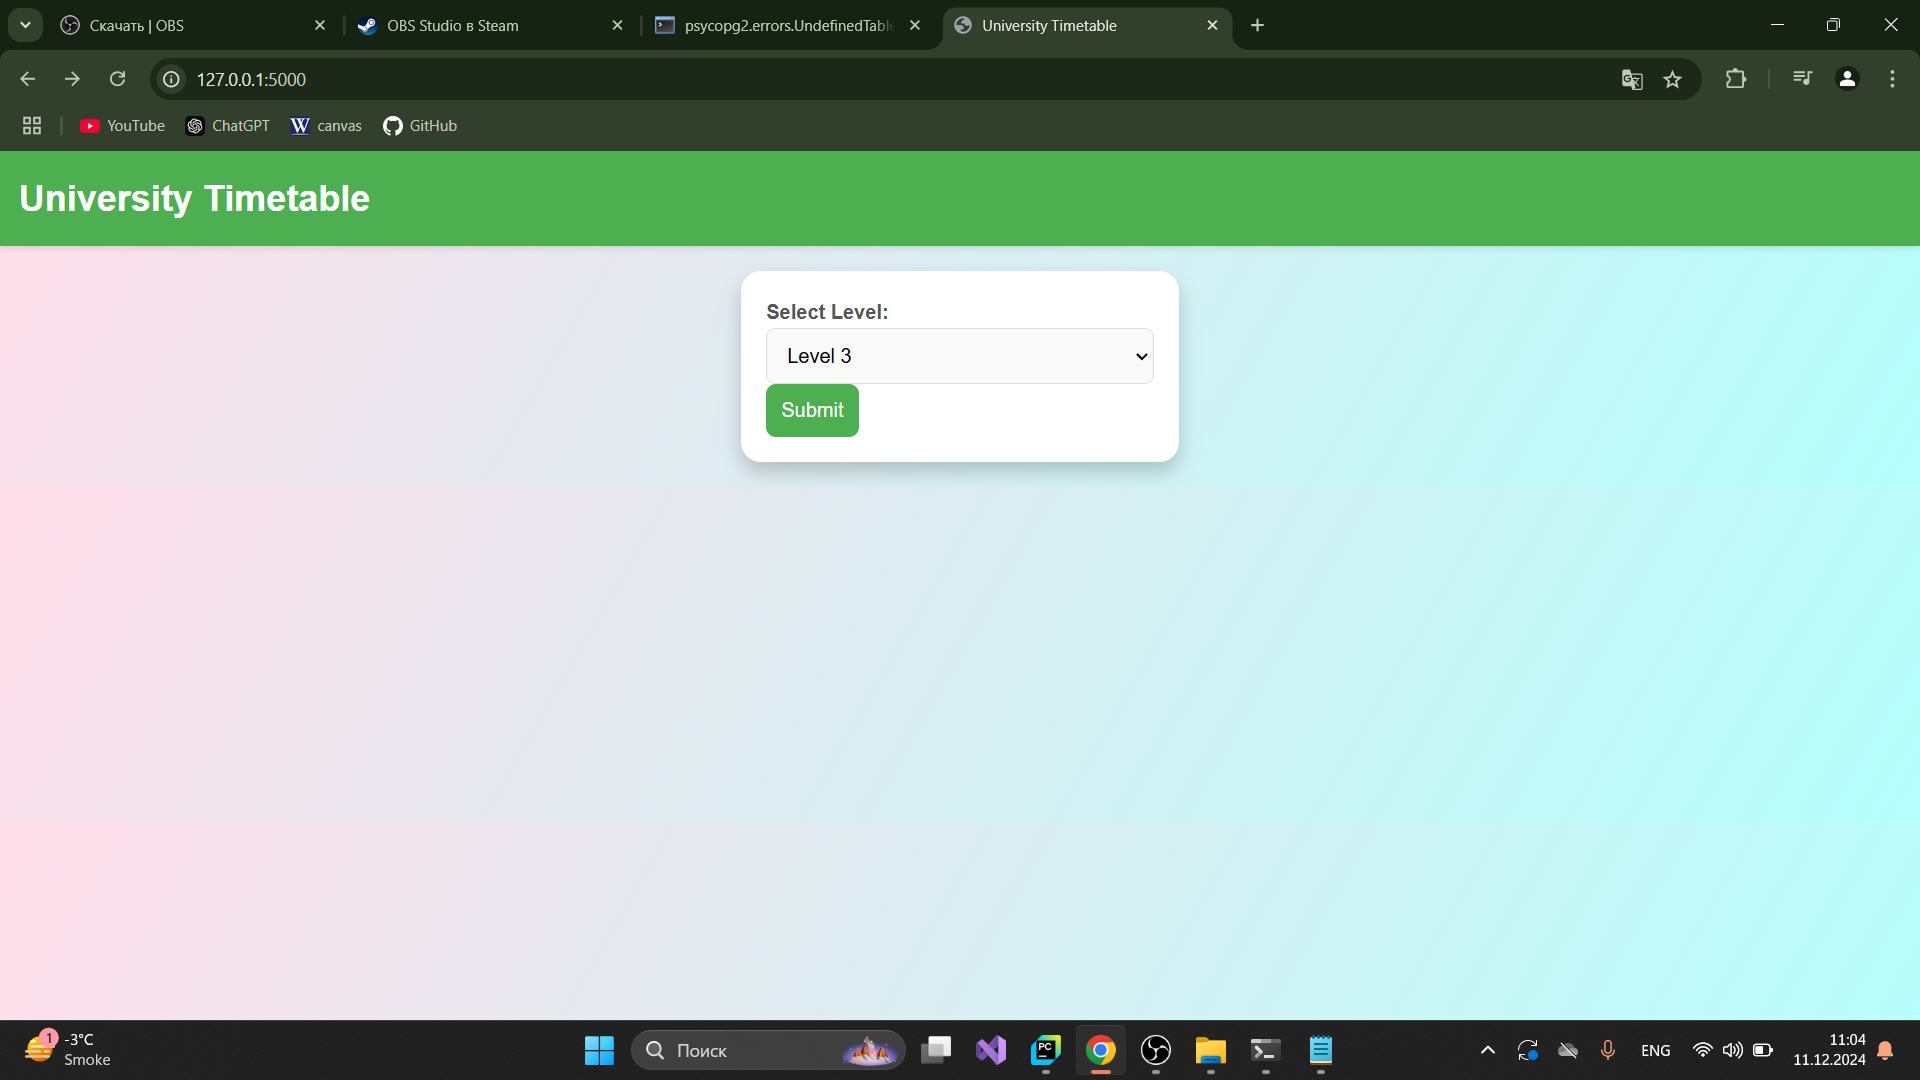 Скачать | OBS
OBS Studio в Steam
psycopg2.errors.UndefinedTabl
University Timetable
127.0.0.1:5000
YouTube
ChatGPT
W canvas
GitHub
University Timetable
Select Level:
Level 3
Submit
1
-3°C
Smoke
Поиск
PC
ENG
11:04
11.12.2024